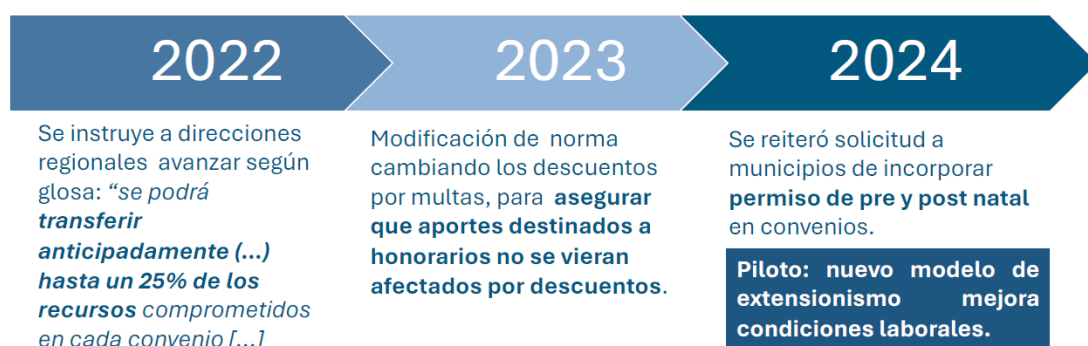 2022
Se instruye a direcciones
regionales avanzar según
glosa: “se podrá
transferir
anticipadamente (...)
hasta un 25% de los
recursos comprometidos
en cada convenio [...]
2023
Modificación de norma
cambiando los descuentos
por multas, para asegurar
que aportes destinados a
honorarios no se vieran
afectados por descuentos.
2024
Se reiteró solicitud a
municipios de incorporar
permiso de pre y post natal
en convenios.
Piloto: nuevo modelo de
extensionismo mejora
condiciones laborales.